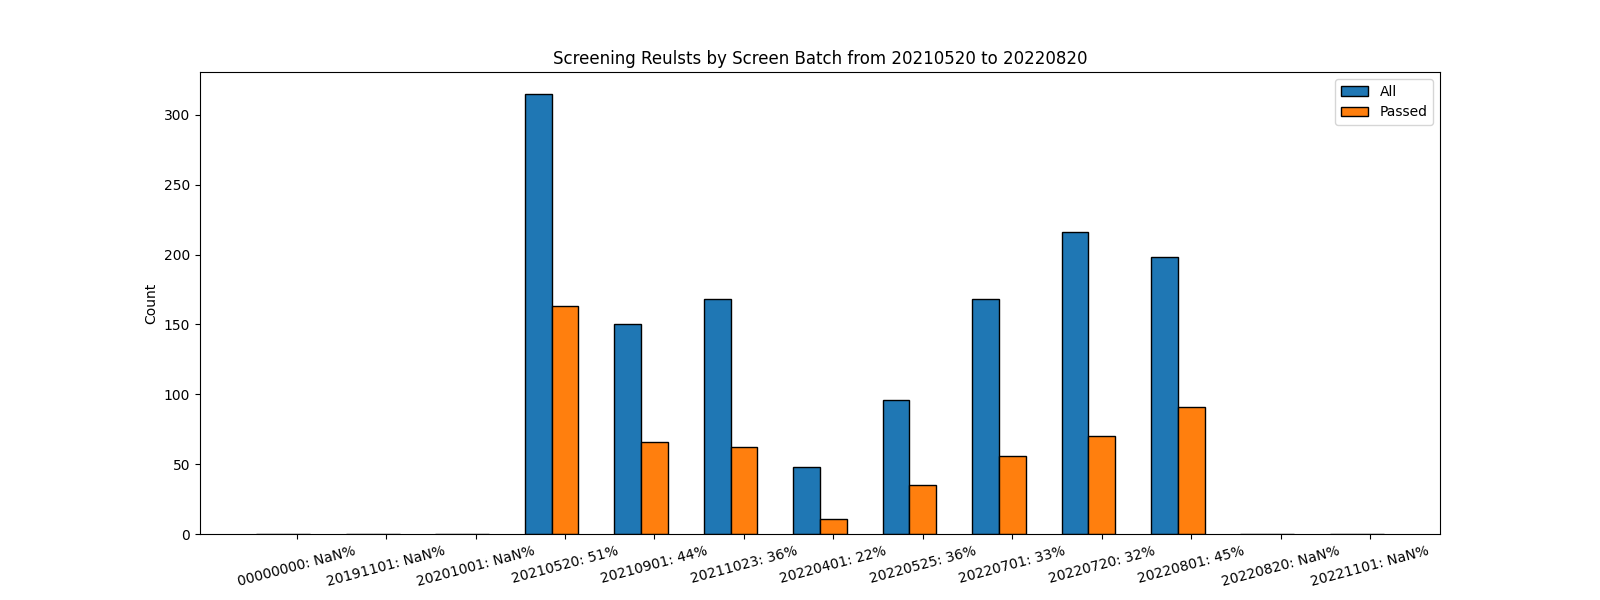 Screening Reulsts by Screen Batch from 20210520 to 20220820
All
Passed
Count
300
250
200
150
100
50
0
00000000: NaN%
20191101: NaN%
20201001: NaN%
20210520: 51%
20210901: 44%
20211023: 36%
20220401: 22%
20220525: 36%
20220701: 33%
20220720: 32%
20220801: 45%
20220820: NaN%
20221101: NaN%